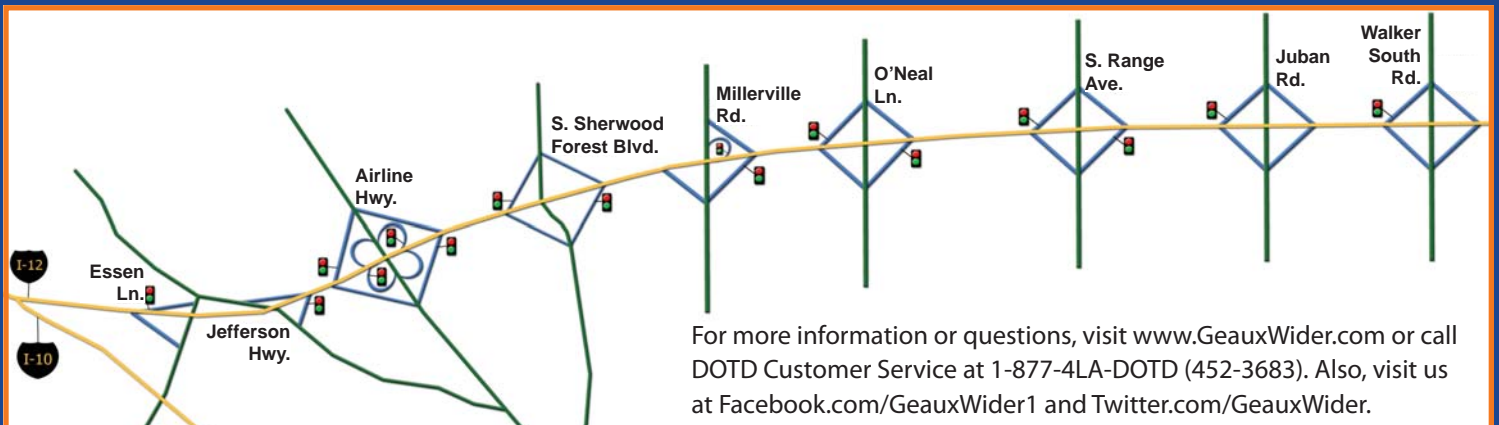 I-12
I-10
Essen
Ln.
Jefferson
Hwy.
Airline
Hwy.
S. Sherwood
Forest Blvd.
Millerville
Rd.
O’Neal
Ln.
S. Range
Ave.
Juban
Rd.
Walker
South
Rd.
For more information or questions, visit www.GeauxWider.com or call
DOTD Customer Service at 1-877-4LA-DOTD (452-3683). Also, visit us
at Facebook.com/GeauxWider1 and Twitter.com/GeauxWider.